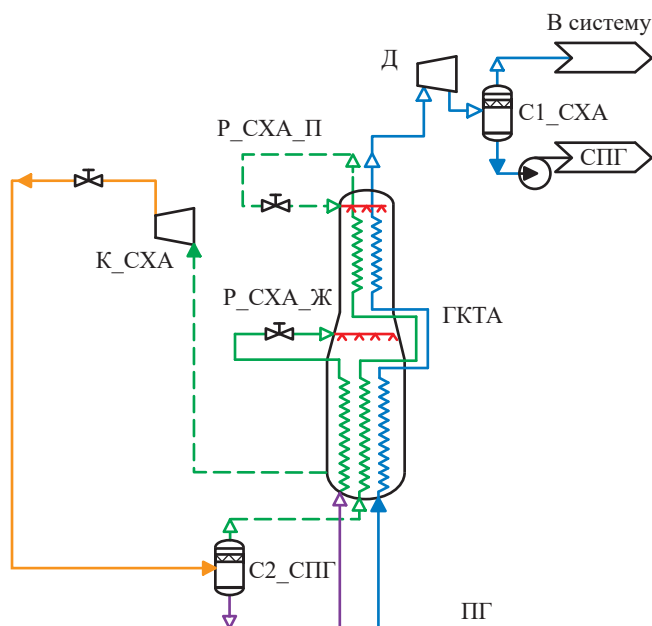 В систему
Д
С1_СХА
Р_СХА_П
СПГ
К_СХА
Р_СХА_Ж
ГКТА
С2_СПГ
ПГ